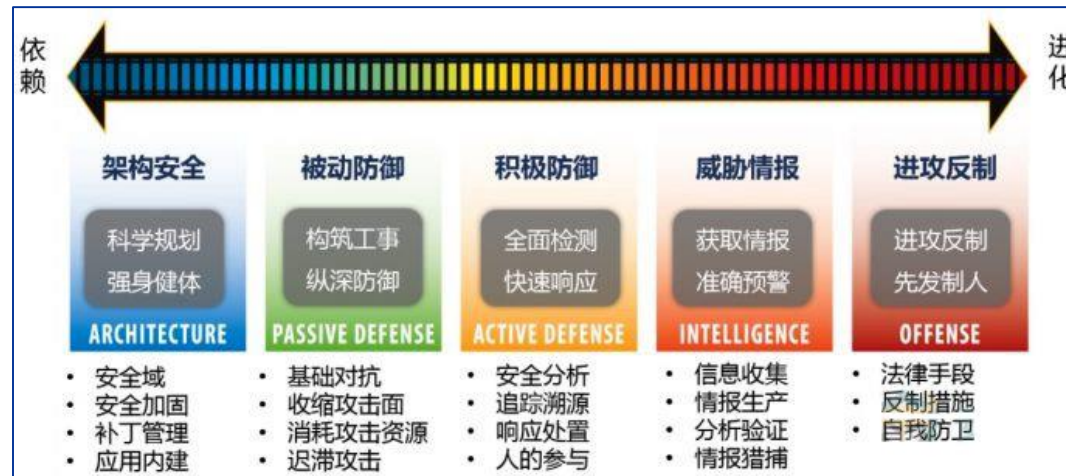 依赖
进化
架构安全
科学规划
强身健体
ARCHITECTURE
• 安全域
• 安全加固
• 补丁管理
• 应用内建
被动防御
构筑工事
纵深防御
PASSIVE DEFENSE
• 基础对抗
• 收缩攻击面
• 消耗攻击资源
• 迟滞攻击
积极防御
全面检测
快速响应
ACTIVE DEFENSE
• 安全分析
• 追踪溯源
• 响应处置
• 人的参与
威胁情报
获取情报
准确预警
INTELLIGENCE
• 信息收集
• 情报生产
• 分析验证
• 情报猎捕
进攻反制
进攻反制
先发制人
OFFENSE
• 法律手段
• 反制措施
• 自我防卫